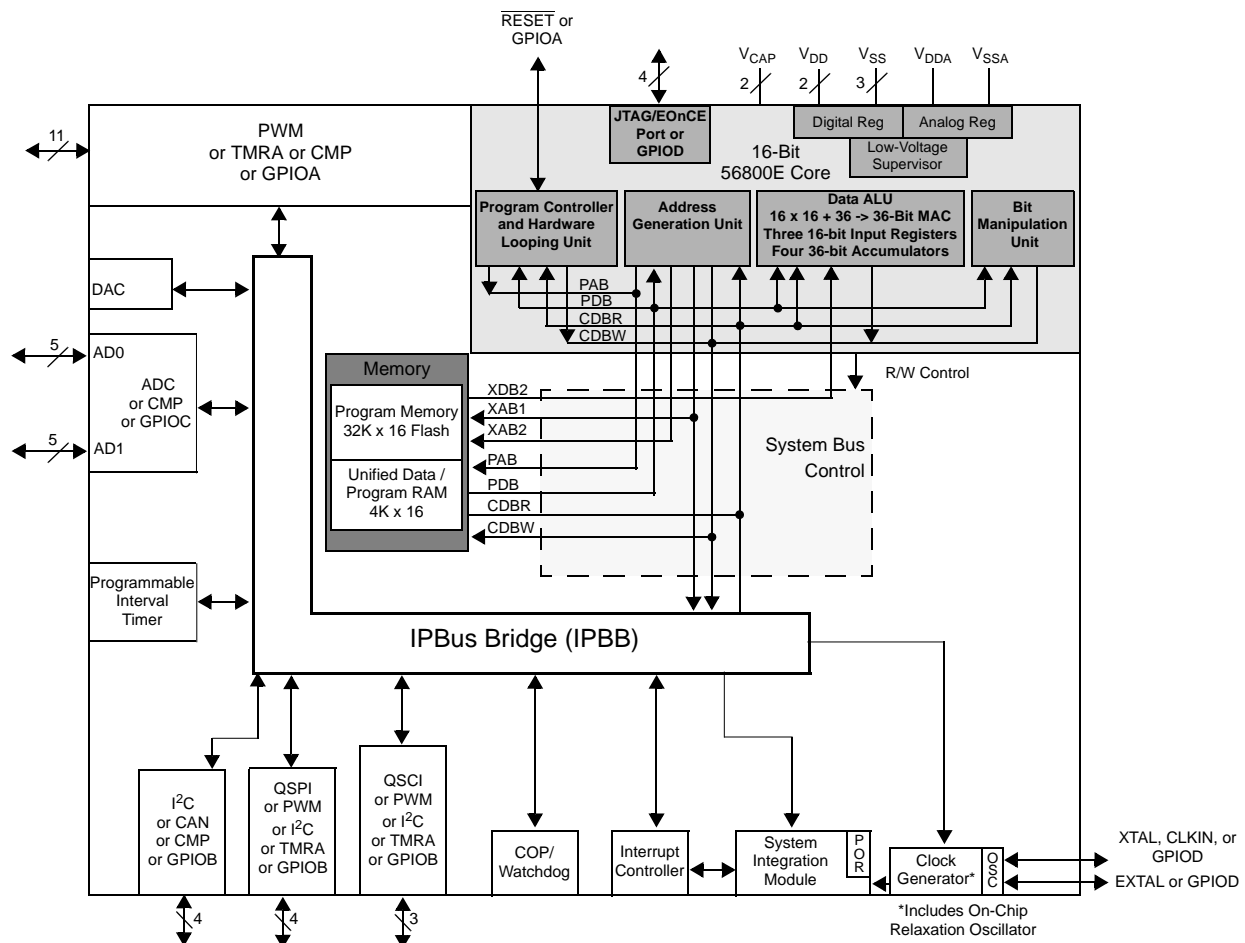 RESET or
GPIOA
4
VCAP
VDD
VSS
VDDA
VSSA
2
2
3
11
PWM
or TMRA or CMP
or GPIOA
JTAG/EOnCE
Port or
GPIOD
Digital Reg
Analog Reg
Low-Voltage
Supervisor
16-Bit
56800E Core
Program Controller
and Hardware
Looping Unit
Address
Generation Unit
Data ALU
16 x 16 + 36 -> 36-Bit MAC
Three 16-bit Input Registers
Four 36-bit Accumulators
Bit
Manipulation
Unit
PAB
PDB
CDBR
CDBW
DAC
5
AD0
ADC
or CMP
or GPIOC
5
AD1
Memory
Program Memory
32K x 16 Flash
Unified Data /
Program RAM
4K x 16
XDB2
XAB1
XAB2
PAB
PDB
CDBR
CDBW
R/W Control
System Bus
Control
Programmable
Interval
Timer
IPBus Bridge (IPBB)
I2C
or CAN
or CMP
or GPIOB
QSPI
or PWM
or I2C
or TMRA
or GPIOB
QSCI
or PWM
or I2C
or TMRA
or GPIOB
COP/
Watchdog
Interrupt
Controller
System
Integration
Module
POR
Clock
Generator*
OSC
XTAL, CLKIN, or
GPIOD
EXTAL or GPIOD
*Includes On-Chip
Relaxation Oscillator
4
4
3